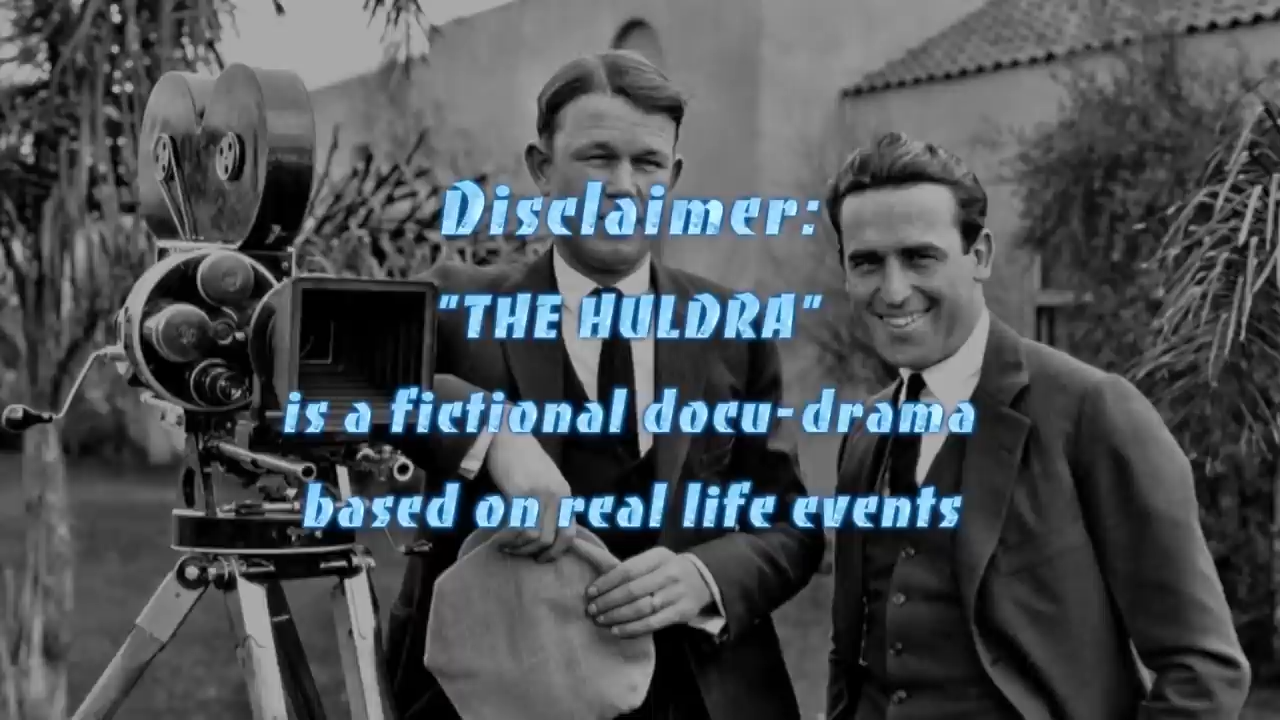 Disclaimer:
"THE HULDRA"
is a fictional docu-drama
based on real life events